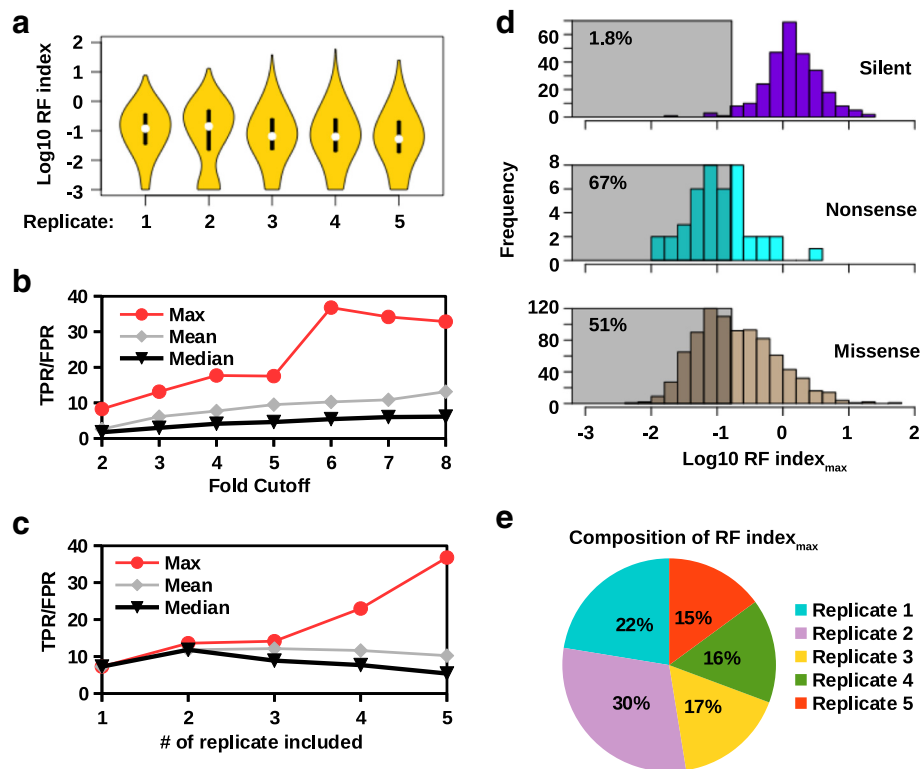 a
Log10 RF index
2
1
0
-1
-2
-3
Replicate: 1 2 3 4 5
b
TPR/FPR
40
30
20
10
0
Max
Mean
Median
2 3 4 5 6 7 8
Fold Cutoff
c
TPR/FPR
40
30
20
10
0
Max
Mean
Median
1 2 3 4 5
# of replicate included
d
Frequency
60
40
20
0
1.8%
Silent
8
6
4
2
0
67%
Nonsense
120
80
40
0
51%
Missense
-3 -2 -1 0 1 2
Log10 RF index max
e
Composition of RF index max
22%
15%
16%
17%
30%
Replicate 1
Replicate 2
Replicate 3
Replicate 4
Replicate 5